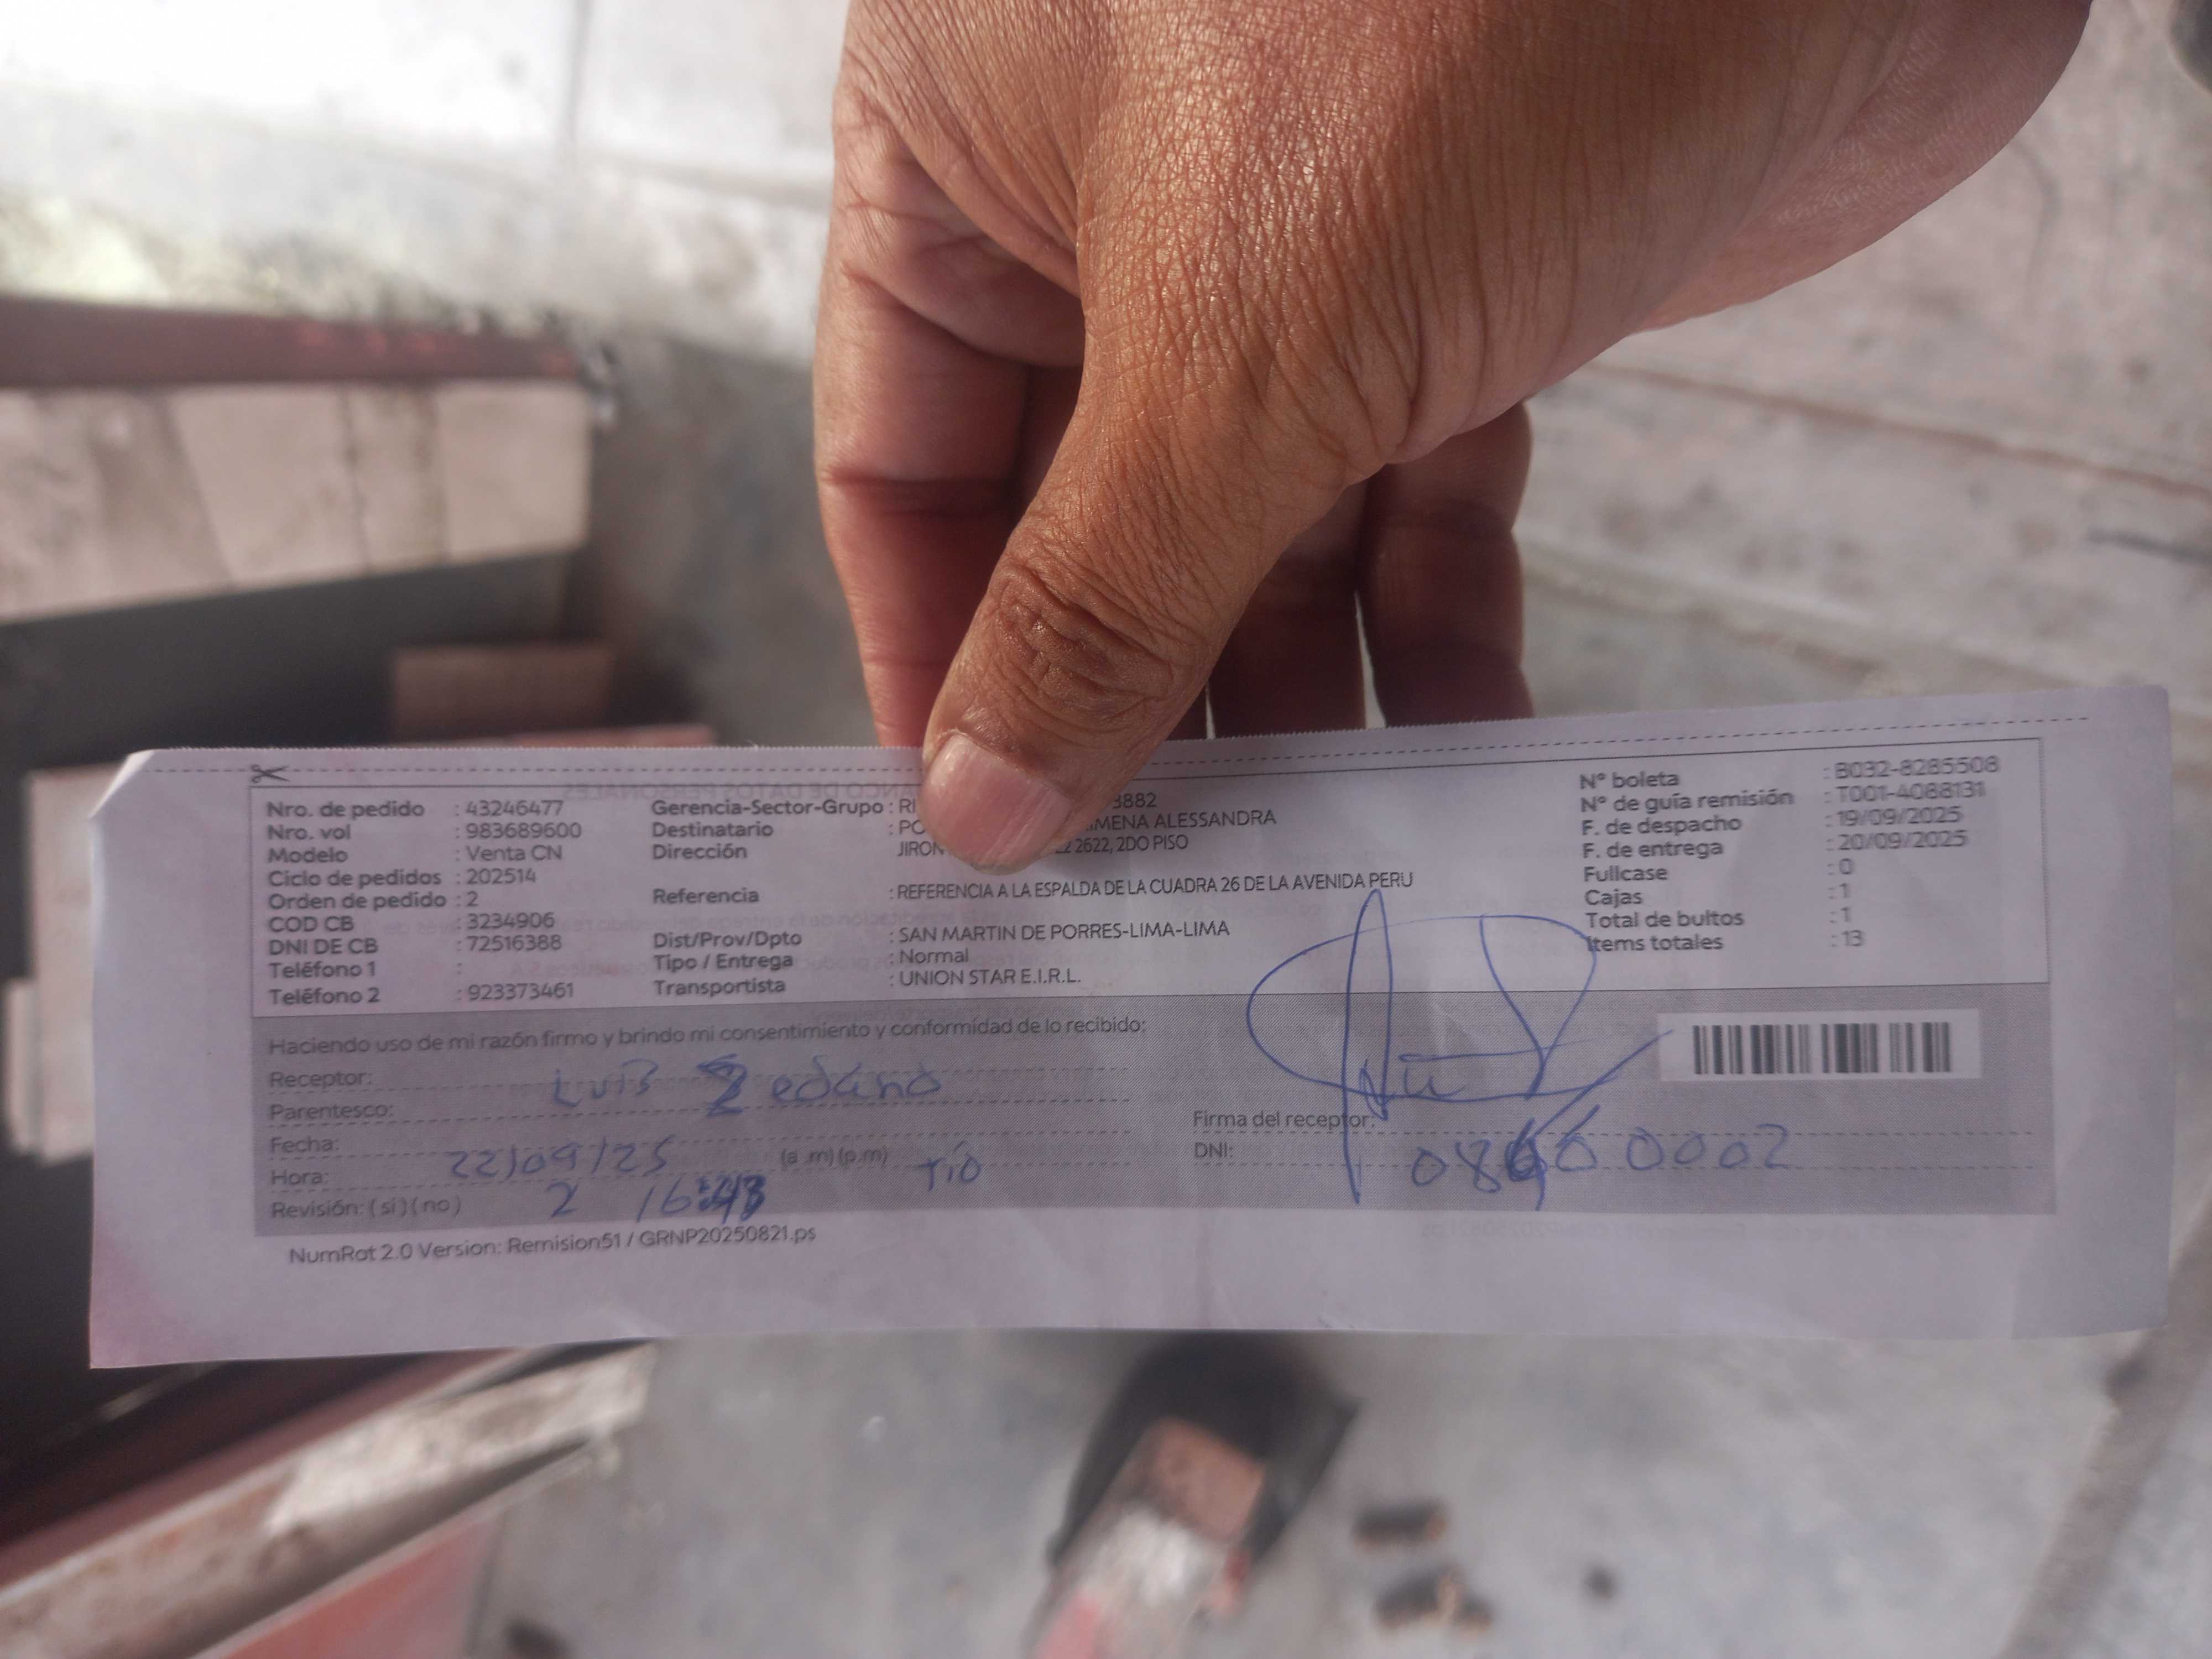 Nro. de pedido : 43246477
Nro. vol : 983689600
Modelo : Venta CN
Ciclo de pedidos : 202514
Orden de pedido : 2
COD CB : 3234906
DNI DE CB : 72516388
Teléfono 1 :
Teléfono 2 : 923373461
Gerencia-Sector-Grupo : RI 3882
Destinatario : PO IMENA ALESSANDRA
Dirección JIRON 2622, 2DO PISO
Referencia : REFERENCIA A LA ESPALDA DE LA CUADRA 26 DE LA AVENIDA PERU
Dist/Prov/Dpto : SAN MARTIN DE PORRES-LIMA-LIMA
Tipo / Entrega : Normal
Transportista : UNION STAR E.I.R.L.
N° boleta : B032-8285508
N° de guía remisión : T001-4088131
F. de despacho : 19/09/2025
F. de entrega : 20/09/2025
Fullcase : 0
Cajas : 1
Total de bultos : 1
Items totales : 13
Haciendo uso de mi razón firmo y brindo mi consentimiento y conformidad de lo recibido:
Receptor: Luis Zedano
Parentesco:
Fecha: 22/09/25
Hora: (a .m) (p.m) Tío
Revisión: ( si ) ( no ) 2
Firma del receptor:
DNI:
NumRot 2.0 Version: Remision51 / GRNP20250821.ps